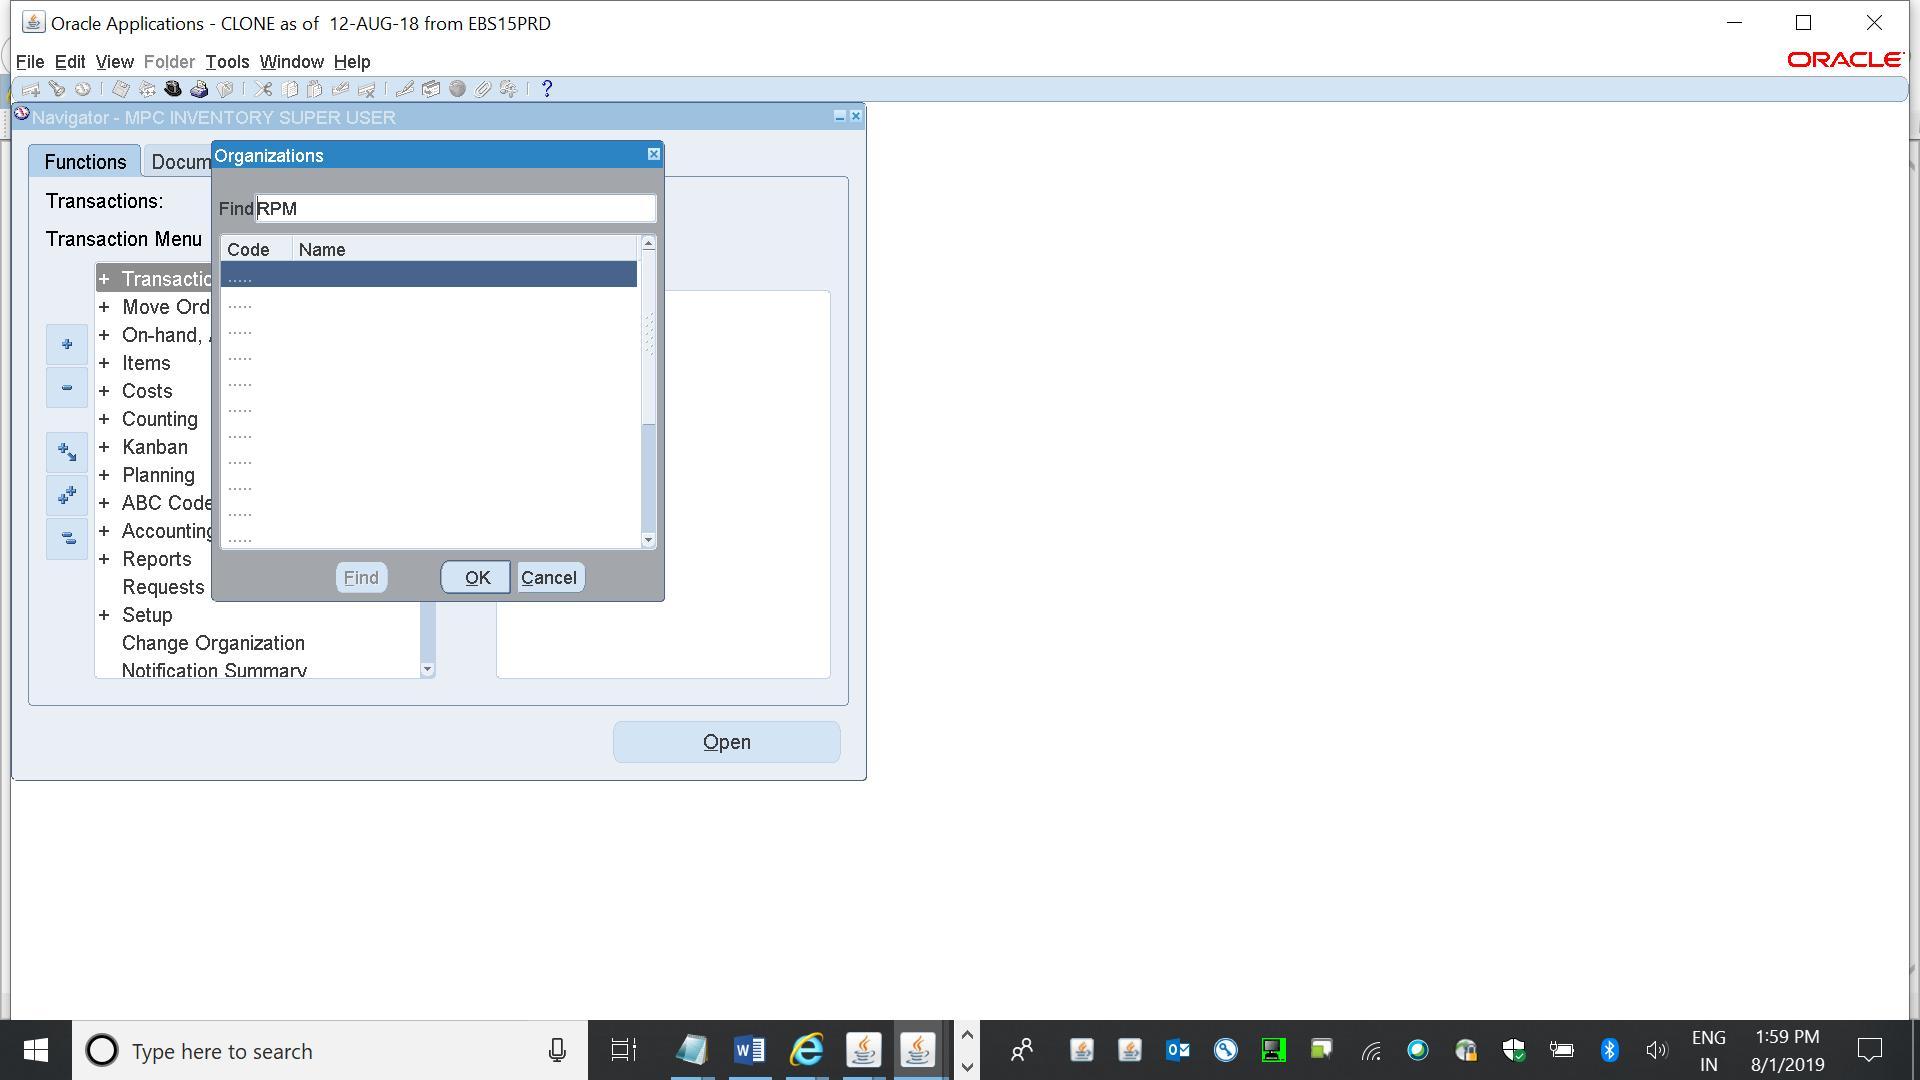 Oracle Applications - CLONE as of  12-AUG-18 from EBS15PRD
File Edit View Folder Tools Window Help
ORACLE
Navigator - MPC INVENTORY SUPER USER
Functions
Docum
Organizations
Transactions:
Find
RPM
Transaction Menu
Code
Name
+ Transactio
.....
+ Move Ord
.....
+ On-hand,
.....
+ Items
.....
+ Costs
.....
+ Counting
.....
+ Kanban
.....
+ Planning
.....
+ ABC Code
.....
+ Accounting
.....
.....
+ Reports
Find
OK
Cancel
Requests
+ Setup
Change Organization
Notification Summary
Open
Type here to search
ENG
IN
1:59 PM
8/1/2019